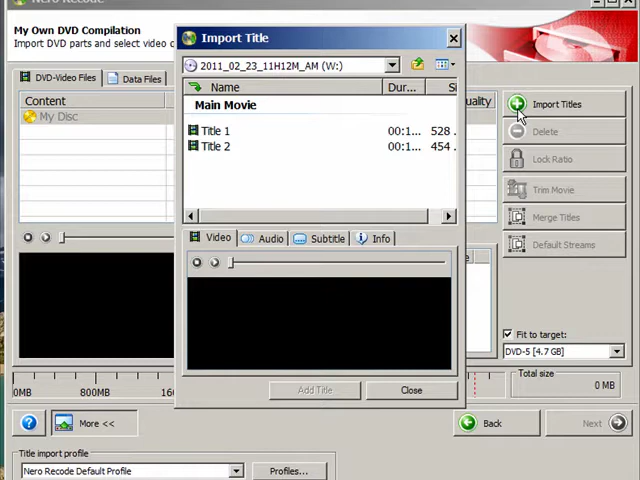 Nero Recode
My Own DVD Compilation
Import DVD parts and select video o
DVD-Video Files
Data Files
Content
My Disc
Import Title
2011_02_23_11H12M_AM (W:)
Name
Dur...
Si
Main Movie
Title 1
00:1...
528 .
Title 2
00:1...
454 .
Video
Audio
Subtitle
Info
Add Title
Close
uality
Import Titles
Delete
Lock Ratio
Trim Movie
Merge Titles
Default Streams
Fit to target:
DVD-5 [4.7 GB]
0MB
800MB
160
Total size
0 MB
More <<
Back
Next
Title import profile
Nero Recode Default Profile
Profiles...